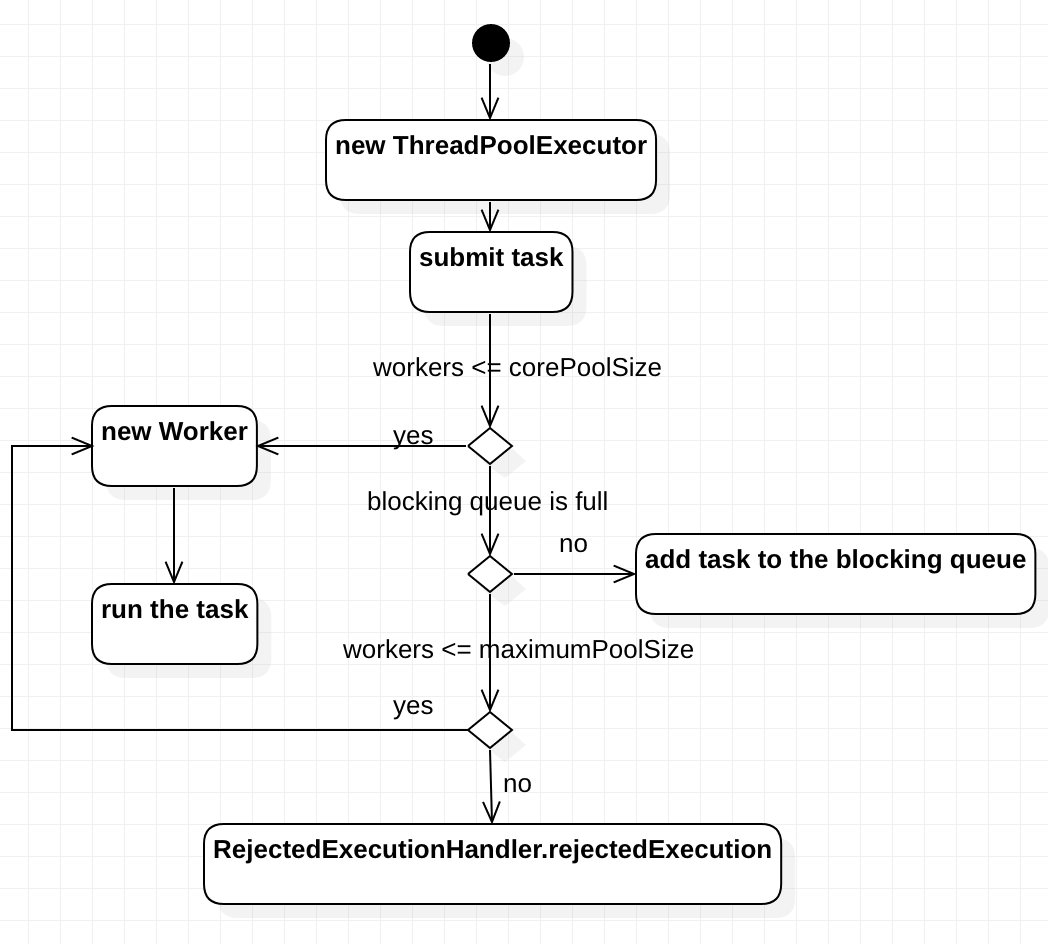 new ThreadPoolExecutor
submit task
workers <= corePoolSize
new Worker
yes
blocking queue is full
no
add task to the blocking queue
run the task
workers <= maximumPoolSize
yes
no
RejectedExecutionHandler.rejectedExecution